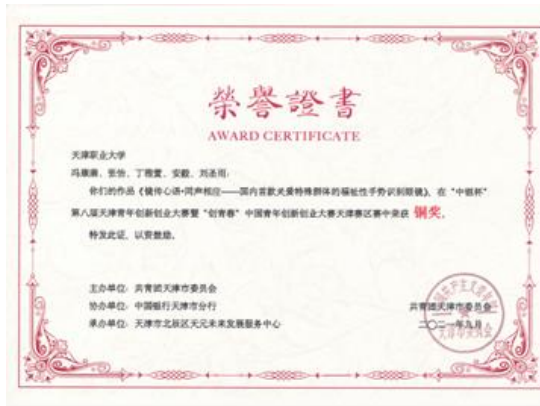 榮譽證書
AWARD CERTIFICATE
天津职业大学
张怡、丁雅萱、安毅、刘圣雨:
你们的作品《镜传心语·同声相应——国内首款关爱特殊群体的福祉性手势识别眼镜》,在“中银杯”
第八届天津青年创新创业大赛暨“创青春”中国青年创新创业大赛天津赛区赛中荣获 铜奖,
特发此证,以资鼓励。
主办单位:共青团天津市委员会
协办单位:中国银行天津市分行
承办单位:天津市北辰区天元未来发展服务中心
共青团天津市委员会
二〇二一年九月